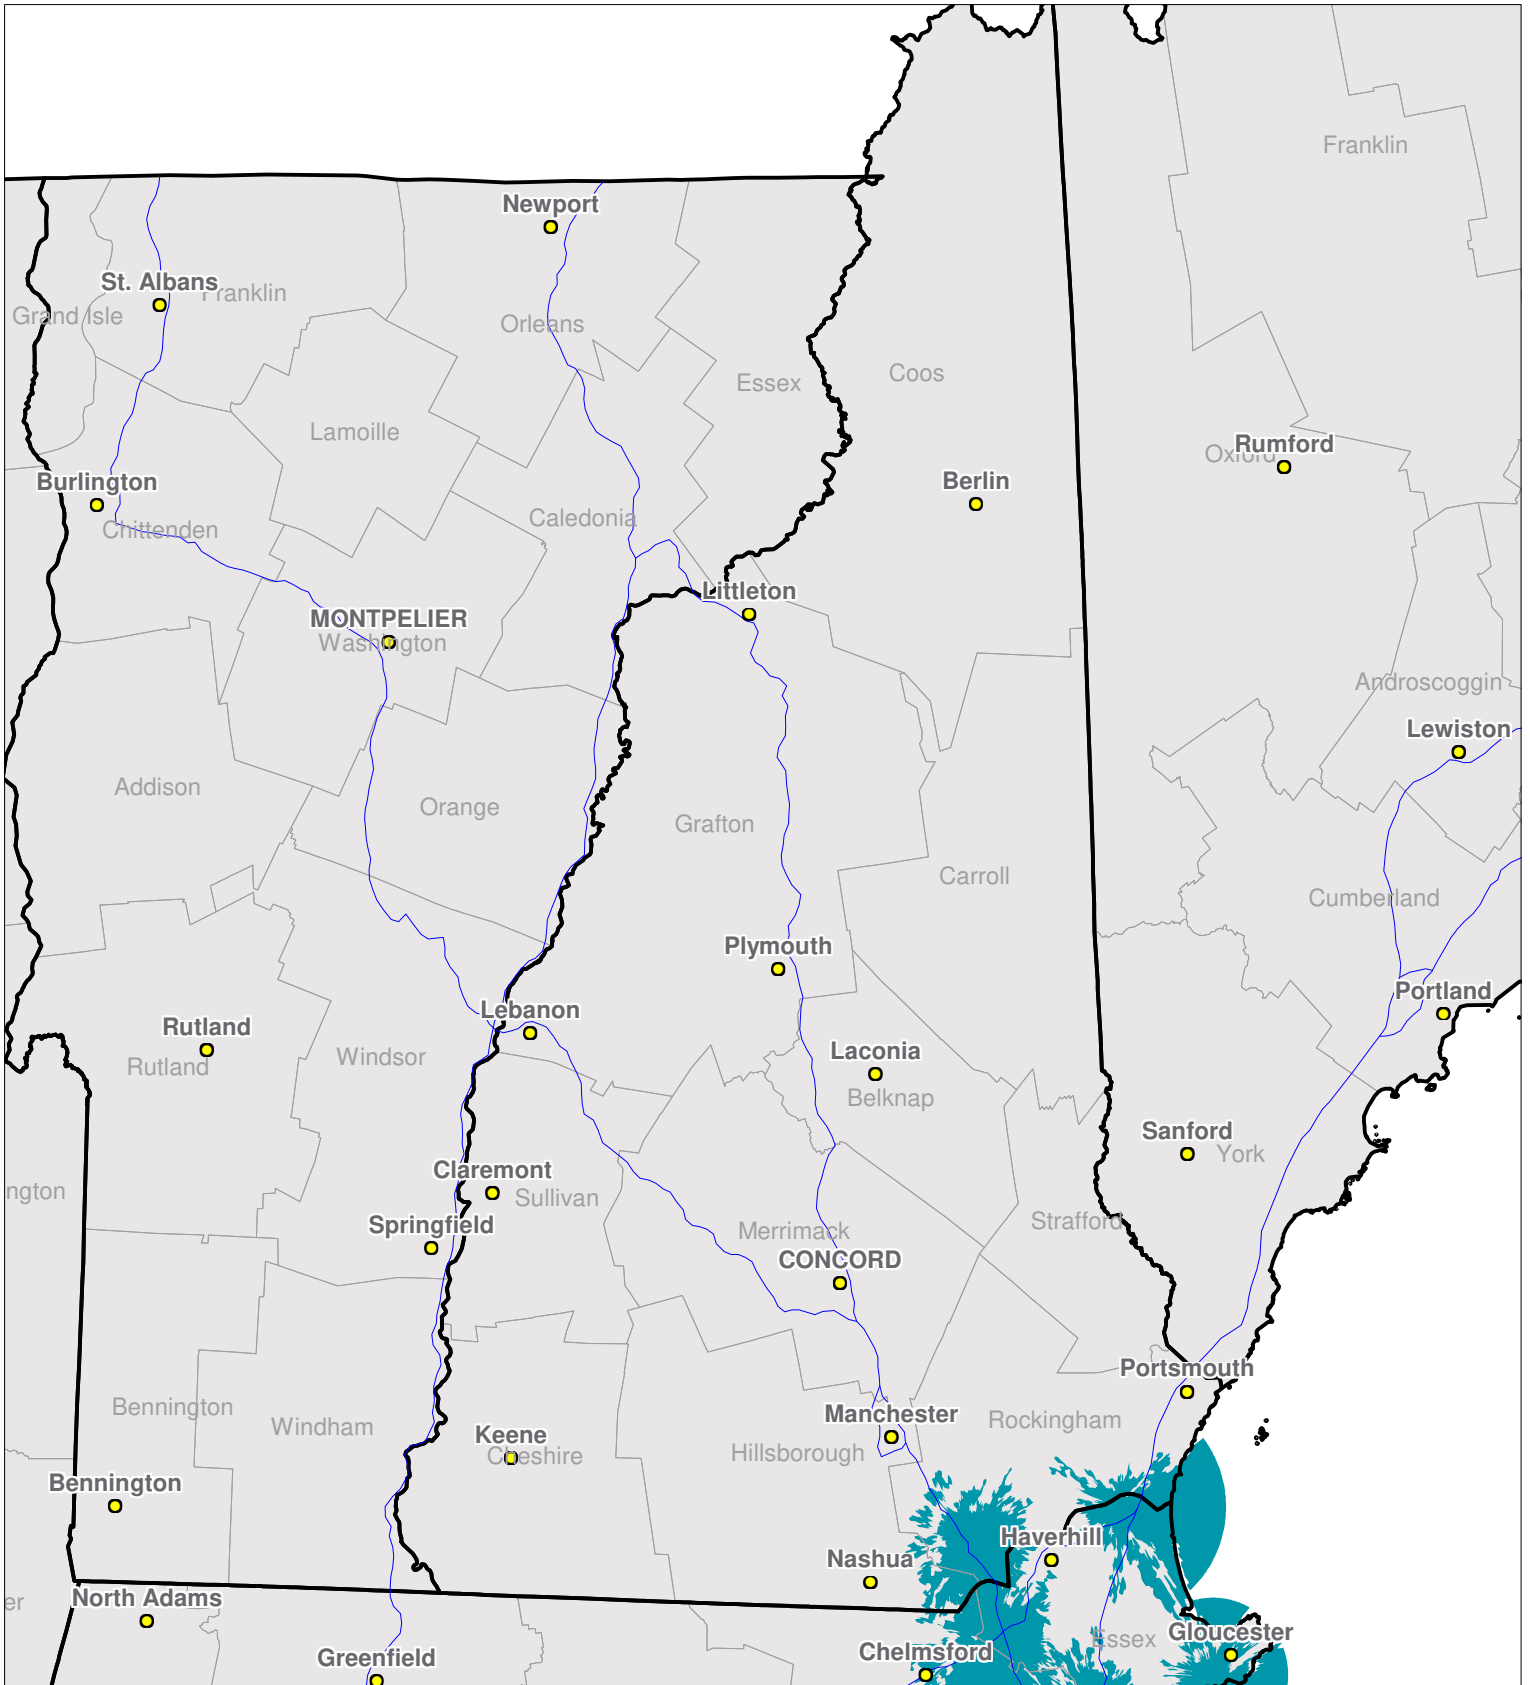 Franklin
Newport
St. Albans
Franklin
Grand Isle
Orleans
Essex
Coos
Lamoille
Rumford
Oxford
Burlington
Berlin
Chittenden
Caledonia
Littleton
MONTPELIER
Washington
Androscoggin
Lewiston
Addison
Orange
Grafton
Carroll
Cumberland
Plymouth
Portland
Lebanon
Rutland
Windsor
Rutland
Laconia
Belknap
Sanford
York
Claremont
ngton
Sullivan
Springfield
Strafford
Merrimack
CONCORD
Portsmouth
Bennington
Manchester
Rockingham
Windham
Keene
Cheshire
Hillsborough
Bennington
Haverhill
Nashua
er
North Adams
Essex
Gloucester
Chelmsford
Greenfield